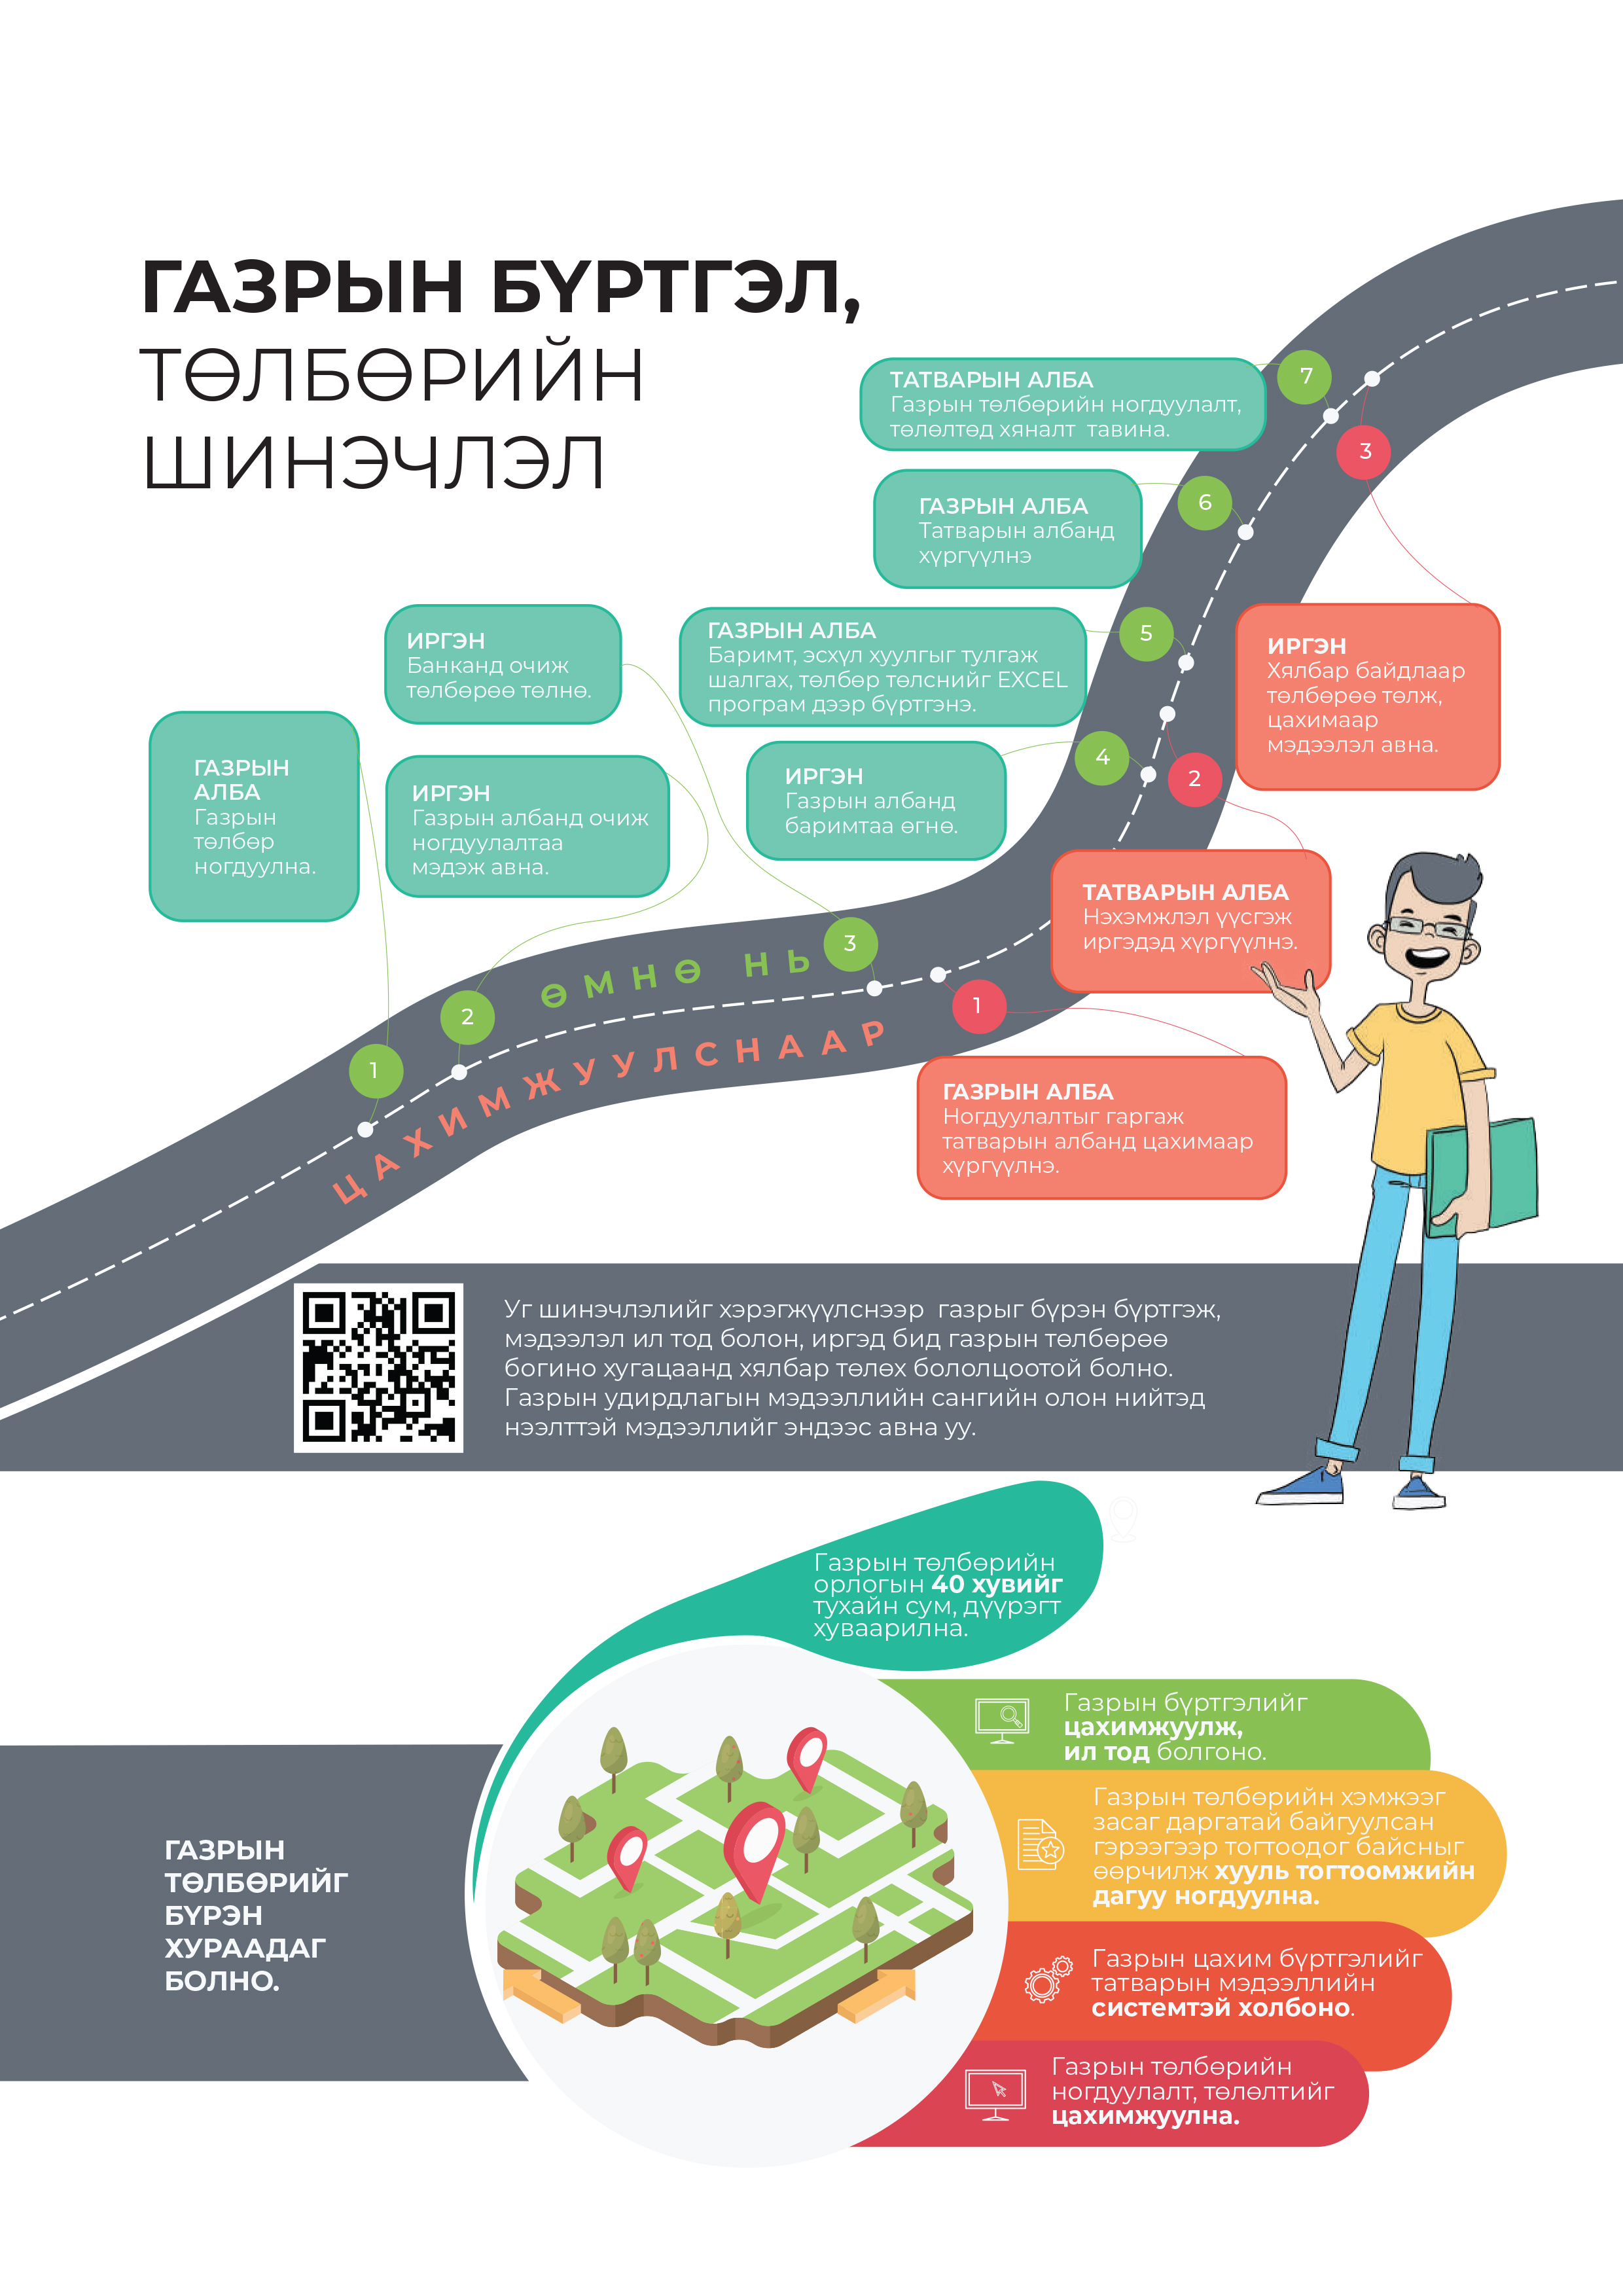 ГАЗРЫН БҮРТГЭЛ,
ТӨЛБӨРИЙН
ШИНЭЧЛЭЛ
ӨМНӨ НЬ
1
ГАЗРЫН
АЛБА
Газрын
төлбөр
ногдуулна.
2
ИРГЭН
Газрын албанд очиж
ногдуулалтаа
мэдэж авна.
3
ИРГЭН
Банканд очиж
төлбөрөө төлнө.
4
ИРГЭН
Газрын албанд
баримтаа өгнө.
5
ГАЗРЫН АЛБА
Баримт, эсхүл хуулгыг тулгаж
шалгах, төлбөр төлснийг EXCEL
програм дээр бүртгэнэ.
6
ГАЗРЫН АЛБА
Татварын албанд
хүргүүлнэ
7
ТАТВАРЫН АЛБА
Газрын төлбөрийн ногдуулалт,
төлөлтөд хяналт тавина.
ЦАХИМЖУУЛСНААР
1
ГАЗРЫН АЛБА
Ногдуулалтыг гаргаж
татварын албанд цахимаар
хүргүүлнэ.
2
ТАТВАРЫН АЛБА
Нэхэмжлэл үүсгэж
иргэдэд хүргүүлнэ.
3
ИРГЭН
Хялбар байдлаар
төлбөрөө төлж,
цахимаар
мэдээлэл авна.
Уг шинэчлэлийг хэрэгжүүлснээр газрыг бүрэн бүртгэж,
мэдээлэл ил тод болон, иргэд бид газрын төлбөрөө
богино хугацаанд хялбар төлөх бололцоотой болно.
Газрын удирдлагын мэдээллийн сангийн олон нийтэд
нээлттэй мэдээллийг эндээс авна уу.
Газрын төлбөрийн
орлогын 40 хувийг
тухайн сум, дүүрэгт
хуваарилна.
ГАЗРЫН
ТӨЛБӨРИЙГ
БҮРЭН
ХУРААДАГ
БОЛНО.
Газрын бүртгэлийг
цахимжуулж,
ил тод болгоно.
Газрын төлбөрийн хэмжээг
засаг даргатай байгуулсан
гэрээгээр тогтоодог байсныг
өөрчилж хууль тогтоомжийн
дагуу ногдуулна.
Газрын цахим бүртгэлийг
татварын мэдээллийн
системтэй холбоно.
Газрын төлбөрийн
ногдуулалт, төлөлтийг
цахимжуулна.